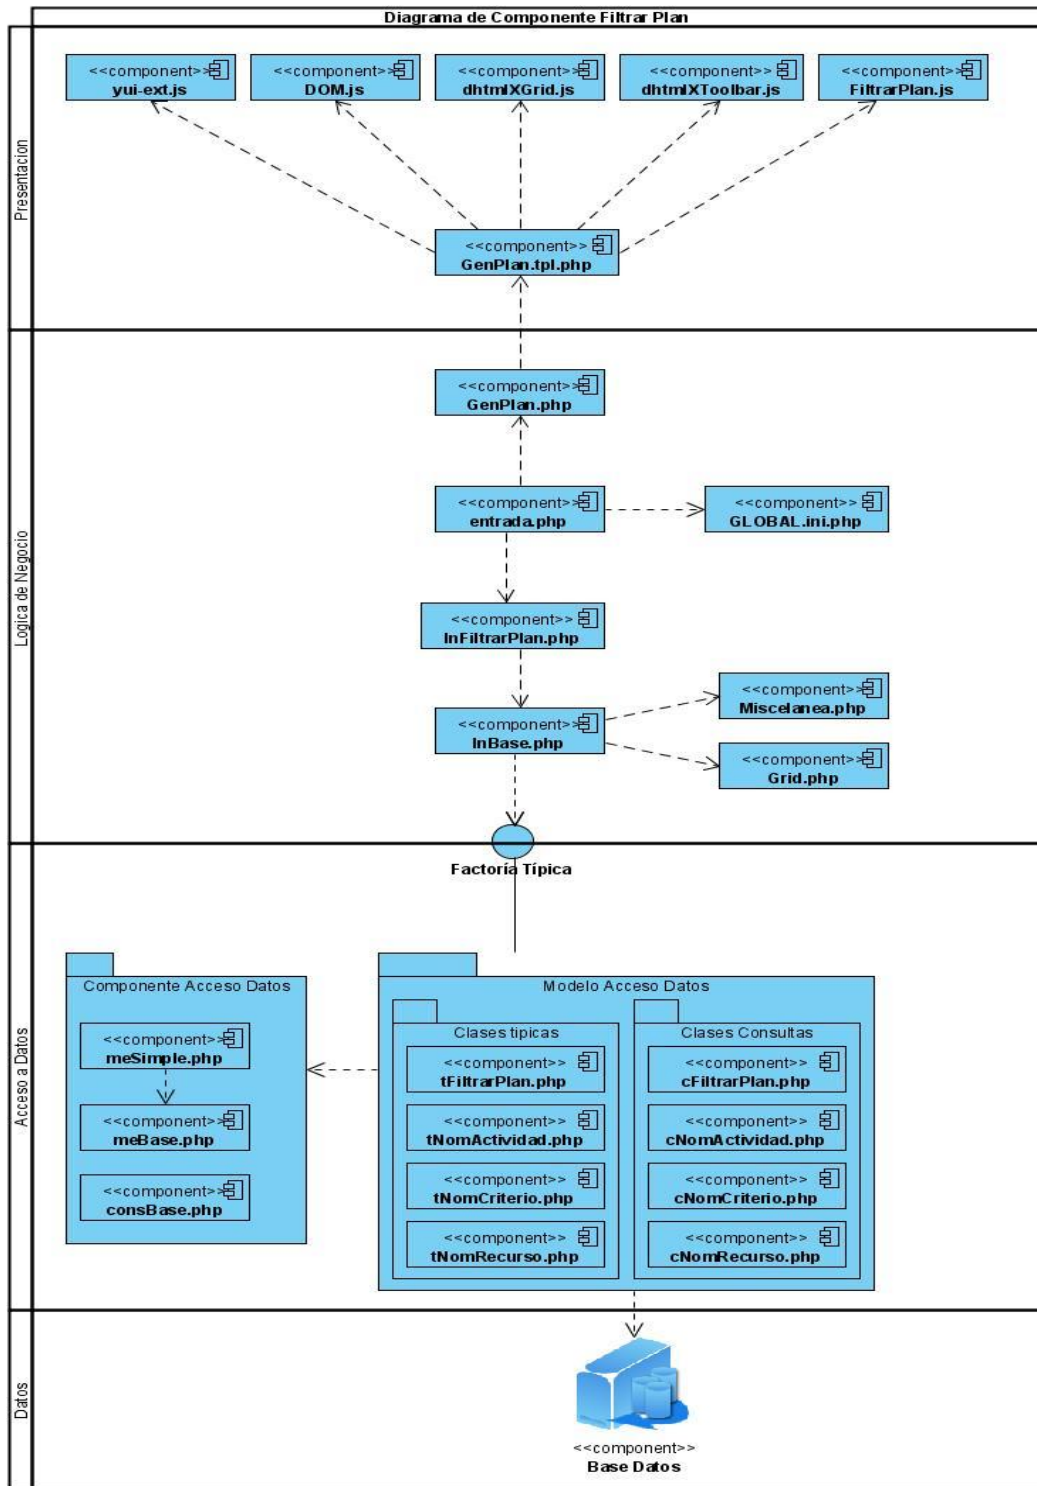 Diagrama de Componente Filtrar Plan
Presentacion
<<component>>
yui-ext.js
<<component>>
DOM.js
<<component>>
dhtmlXGrid.js
<<component>>
dhtmlXToolbar.js
<<component>>
FiltrarPlan.js
<<component>>
GenPlan.tpl.php
Logica de Negocio
<<component>>
GenPlan.php
<<component>>
entrada.php
<<component>>
GLOBAL.ini.php
<<component>>
InFiltrarPlan.php
<<component>>
InBase.php
<<component>>
Miscelanea.php
<<component>>
Grid.php
Factoría Típica
Acceso a Datos
Componente Acceso Datos
<<component>>
meSimple.php
<<component>>
meBase.php
<<component>>
consBase.php
Modelo Acceso Datos
Clases tipicas
<<component>>
tFiltrarPlan.php
<<component>>
tNomActividad.php
<<component>>
tNomCriterio.php
<<component>>
tNomRecurso.php
Clases Consultas
<<component>>
cFiltrarPlan.php
<<component>>
cNomActividad.php
<<component>>
cNomCriterio.php
<<component>>
cNomRecurso.php
Datos
<<component>>
Base Datos